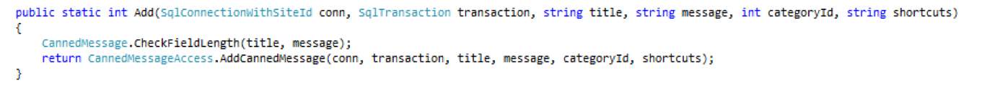 public static int Add(SqlConnectionWithSiteId conn, SqlTransaction transaction, string title, string message, int categoryId, string shortcuts)
{
CannedMessage.CheckFieldLength(title, message);
return CannedMessageAccess.AddCannedMessage(conn, transaction, title, message, categoryId, shortcuts);
}